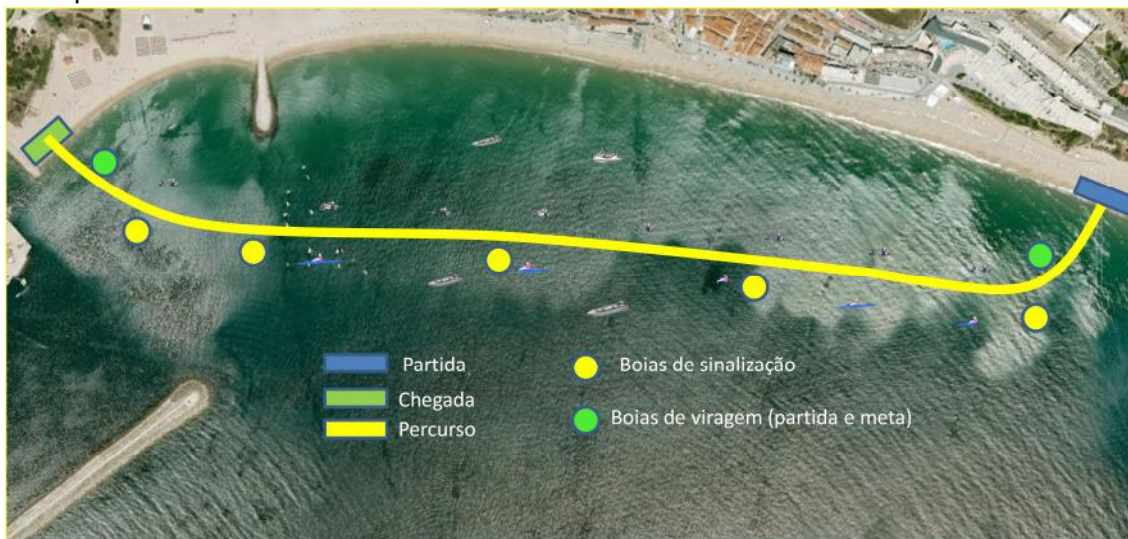 Partida
Chegada
Percurso
Boias de sinalização
Boias de viragem (partida e meta)